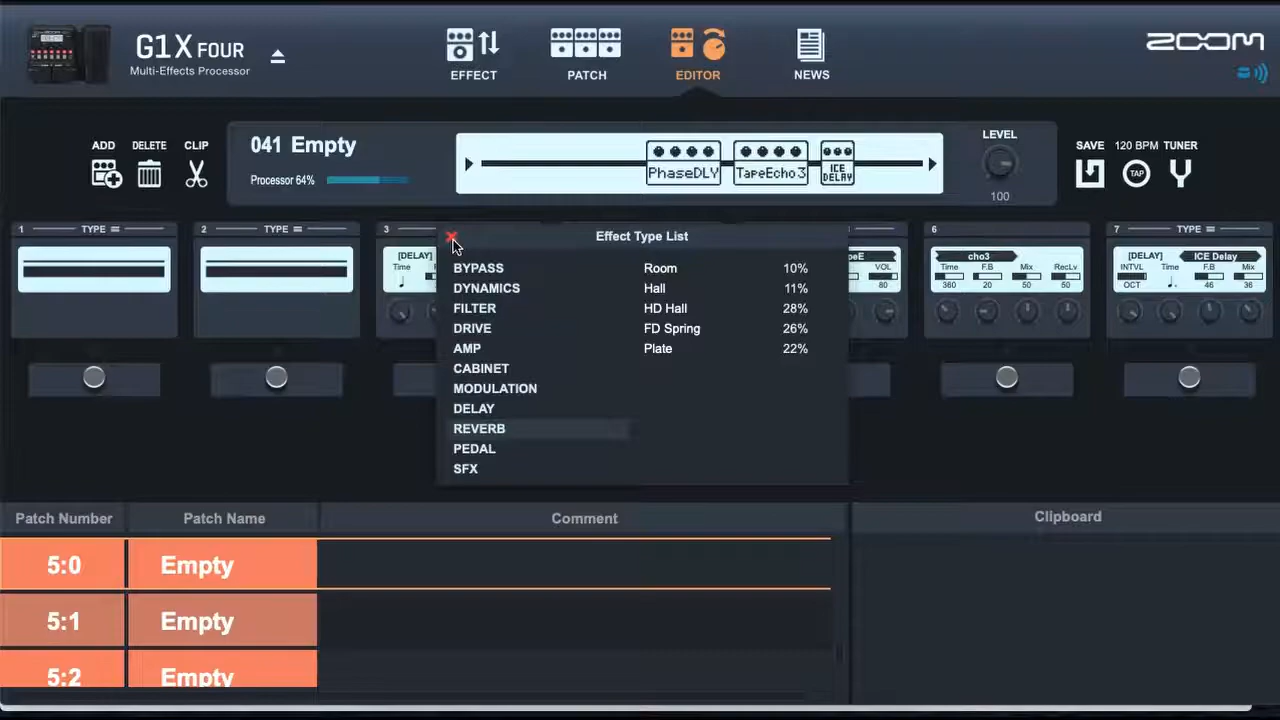 G1X FOUR
Multi-Effects Processor
EFFECT
PATCH
EDITOR
NEWS
ZOOM
ADD
DELETE
CLIP
041 Empty
Processor 64%
PhaseDLY
TapeEcho3
ICE DELAY
LEVEL
100
SAVE
120 BPM
TAP
TUNER
1 TYPE
2 TYPE
3
[DELAY]
Time
Effect Type List
BYPASS
DYNAMICS
FILTER
DRIVE
AMP
CABINET
MODULATION
DELAY
REVERB
PEDAL
SFX
Room 10%
Hall 11%
HD Hall 28%
FD Spring 26%
Plate 22%
VOL
80
6
cho3
Time F.B Mix RecLv
360 20 50 50
7 TYPE
[DELAY] ICE Delay
INTVL Time F.B Mix
OCT 46 36
Patch Number Patch Name Comment Clipboard
5:0 Empty
5:1 Empty
5:2 Empty